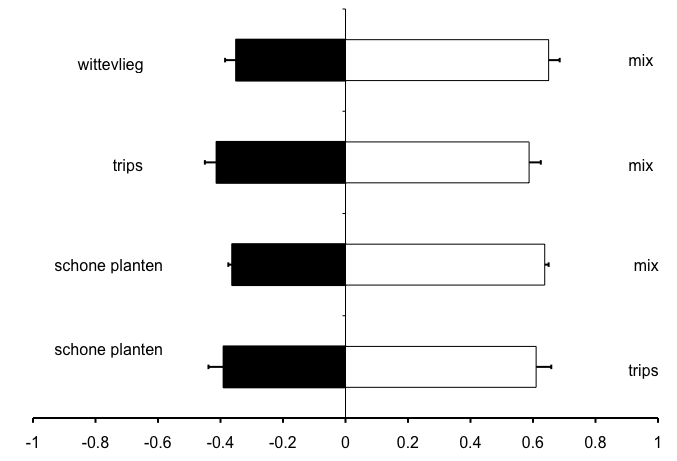 wittevlieg mix
trips mix
schone planten mix
schone planten trips
-1 -0.8 -0.6 -0.4 -0.2 0 0.2 0.4 0.6 0.8 1